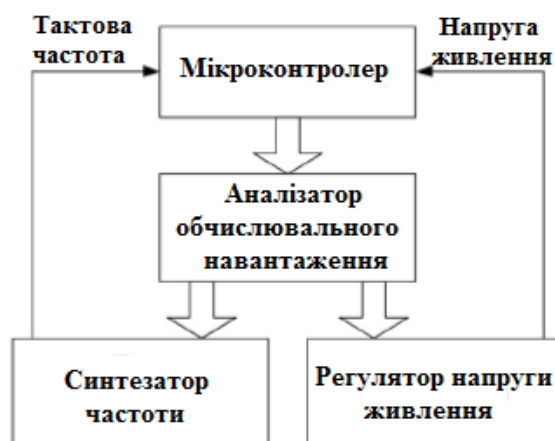 Тактова
частота
Напруга
живлення
Мікроконтролер
Аналізатор
обчислювального
навантаження
Синтезатор
частоти
Регулятор напруги
живлення